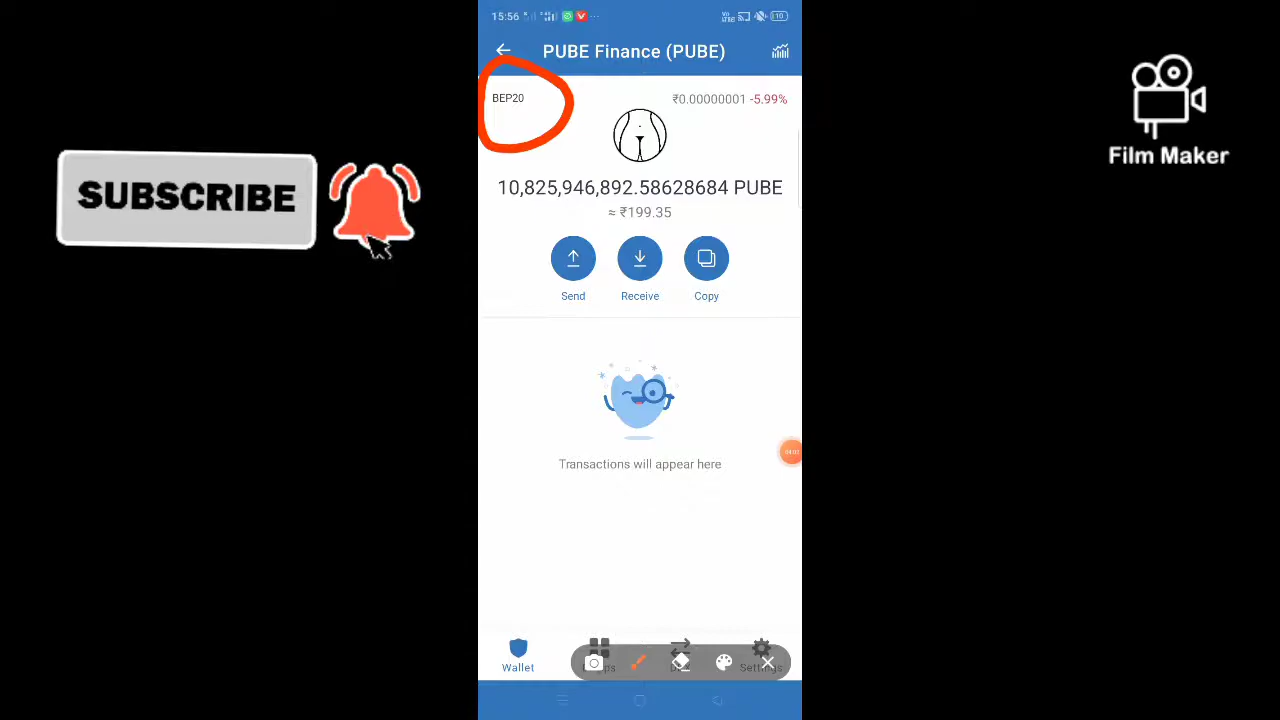 15:56
PUBE Finance (PUBE)
BEP20
₹0.00000001 -5.99%
10,825,946,892.58628684 PUBE
≈ ₹199.35
Send
Receive
Copy
Transactions will appear here
Wallet
SUBSCRIBE
Film Maker